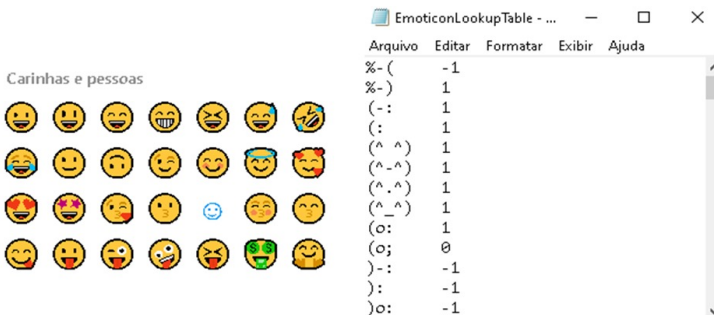 Carinhas e pessoas
EmoticonLookupTable - ...
Arquivo Editar Formatar Exibir Ajuda
%-( -1
%-) 1
(-: 1
(: 1
(^ ^) 1
(^-^) 1
(^.^) 1
(^_^) 1
(o: 1
(o; 0
)-: -1
): -1
)o: -1